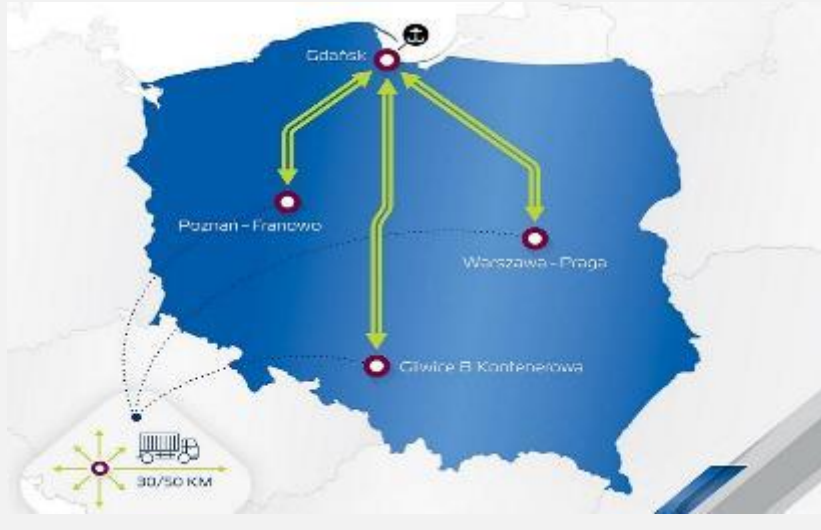 Gdańsk
Poznań - Franowo
Warszawa - Praga
Gliwice B. Kontenerowa
30/50 KM